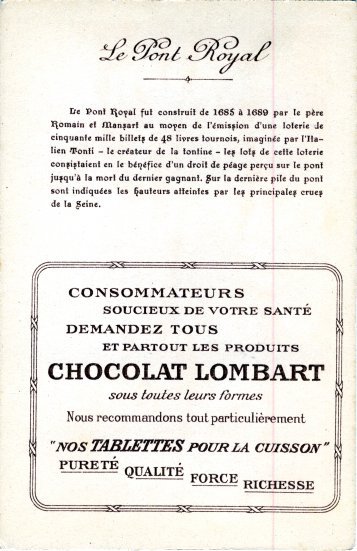 Le Pont Royal
Le Pont Royal fut construit de 1685 à 1689 par le père
Romain et Mansart au moyen de l'émission d'une loterie de
cinquante mille billets de 48 livres tournois, imaginée par l'Ita-
lien Tonti - le créateur de la tontine - les lots de cette loterie
consistaient en le bénéfice d'un droit de péage perçu sur le pont
jusqu'à la mort du dernier gagnant. Sur la dernière pile du pont
sont indiquées les hauteurs atteintes par les principales crues
de la Seine.
CONSOMMATEURS
SOUCIEUX DE VOTRE SANTÉ
DEMANDEZ TOUS
ET PARTOUT LES PRODUITS
CHOCOLAT LOMBART
sous toutes leurs formes
Nous recommandons tout particulièrement
"NOS TABLETTES POUR LA CUISSON"
PURETÉ QUALITÉ FORCE RICHESSE